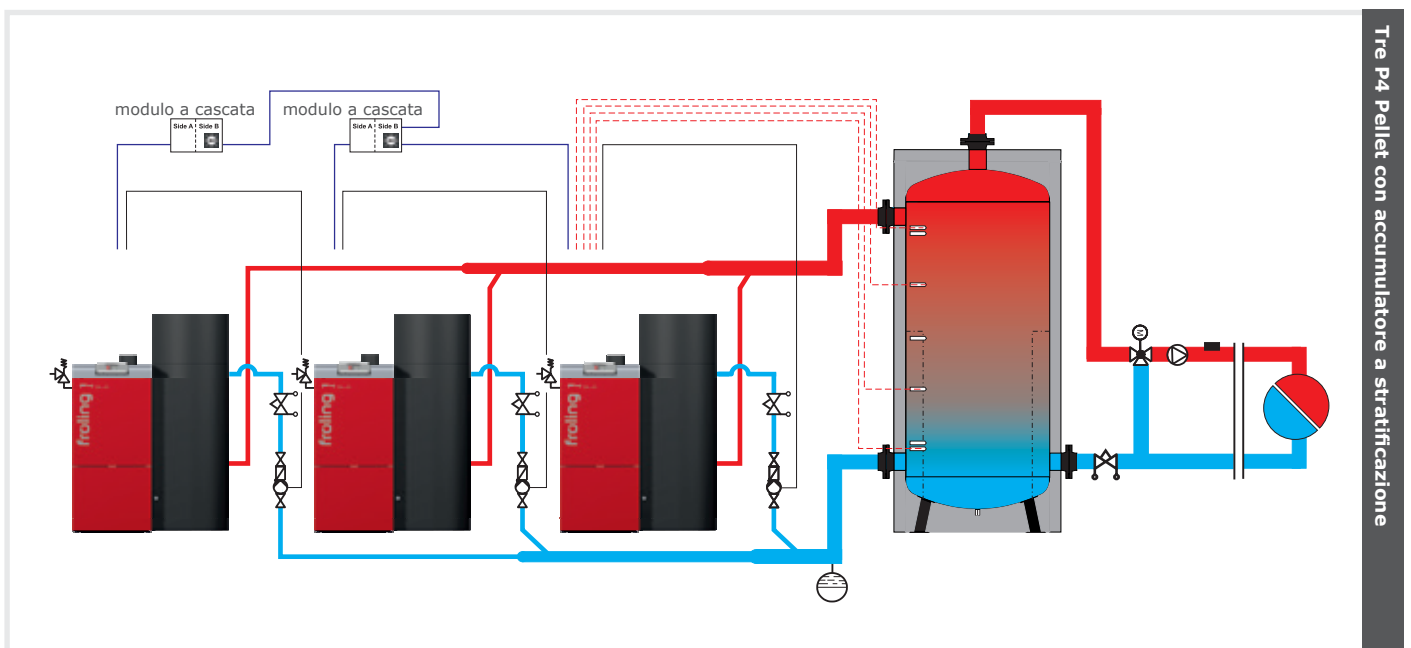 Tre P4 Pellet con accumulatore a stratificazione
modulo a cascata
modulo a cascata
Side A
Side B
Side A
Side B
froling
froling
froling
M